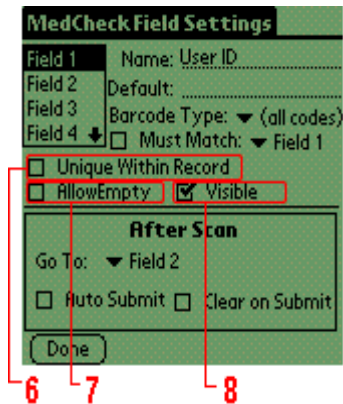 MedCheck Field Settings
Field 1 Name: User ID
Field 2 Default:
Field 3 Barcode Type: (all codes)
Field 4 Must Match: Field 1
Unique Within Record
AllowEmpty Visible
After Scan
Go To: Field 2
Auto Submit Clear on Submit
Done
6 7 8